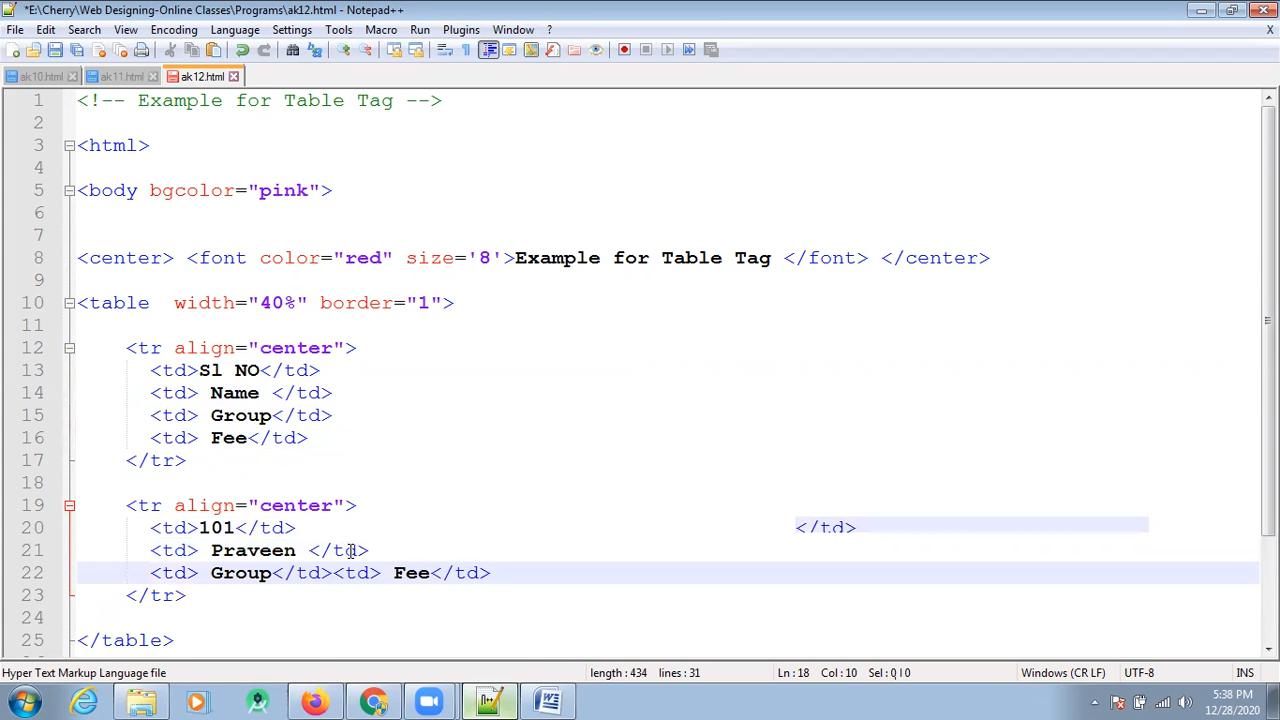 *E:\Cherry\Web Designing-Online Classes\Programs\ak12.html - Notepad++
File Edit Search View Encoding Language Settings Tools Macro Run Plugins Window ? X
ak10.html ak11.html ak12.html
1 <!-- Example for Table Tag -->
2
3 <html>
4
5 <body bgcolor="pink">
6
7
8 <center> <font color="red" size='8'>Example for Table Tag </font> </center>
9
10 <table  width="40%" border="1">
11
12 <tr align="center">
13 <td>Sl NO</td>
14 <td> Name </td>
15 <td> Group</td>
16 <td> Fee</td>
17 </tr>
18
19 <tr align="center">
20 <td>101</td> </td>
21 <td> Praveen </td>
22 <td> Group</td><td> Fee</td>
23 </tr>
24
25 </table>
Hyper Text Markup Language file length : 434 lines : 31 Ln : 18 Col : 10 Sel : 0 | 0 Windows (CR LF) UTF-8 INS
5:38 PM
12/28/2020